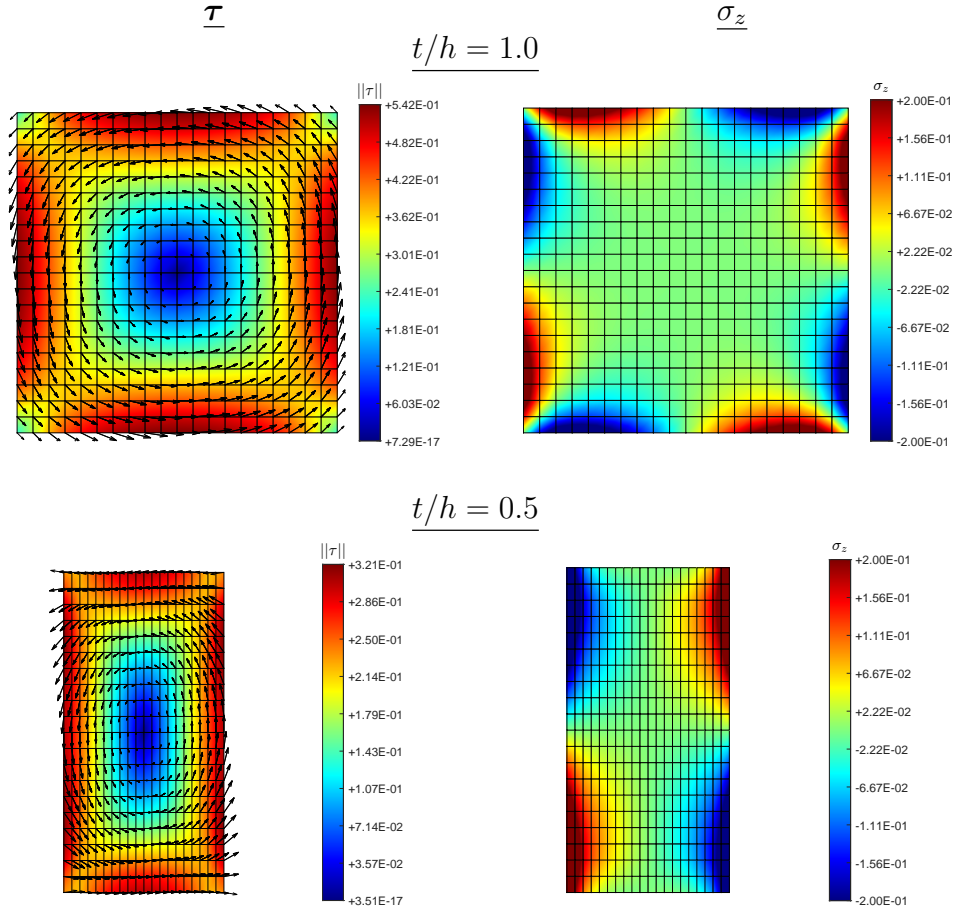 τ
σ_z
t/h = 1.0
||τ||
+5.42E-01
+4.82E-01
+4.22E-01
+3.62E-01
+3.01E-01
+2.41E-01
+1.81E-01
+1.21E-01
+6.03E-02
+7.29E-17
σ_z
+2.00E-01
+1.56E-01
+1.11E-01
+6.67E-02
+2.22E-02
-2.22E-02
-6.67E-02
-1.11E-01
-1.56E-01
-2.00E-01
t/h = 0.5
||τ||
+3.21E-01
+2.86E-01
+2.50E-01
+2.14E-01
+1.79E-01
+1.43E-01
+1.07E-01
+7.14E-02
+3.57E-02
+3.51E-17
σ_z
+2.00E-01
+1.56E-01
+1.11E-01
+6.67E-02
+2.22E-02
-2.22E-02
-6.67E-02
-1.11E-01
-1.56E-01
-2.00E-01